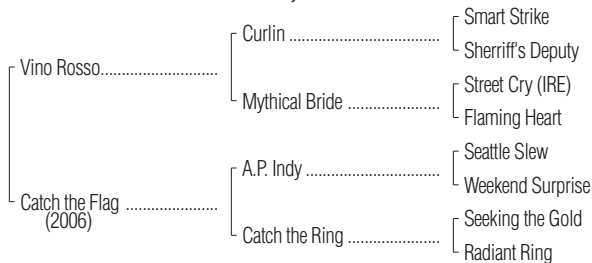 Smart Strike
Curlin
Sherriff's Deputy
Vino Rosso
Street Cry (IRE)
Mythical Bride
Flaming Heart
Seattle Slew
A.P. Indy
Weekend Surprise
Catch the Flag
(2006)
Seeking the Gold
Catch the Ring
Radiant Ring